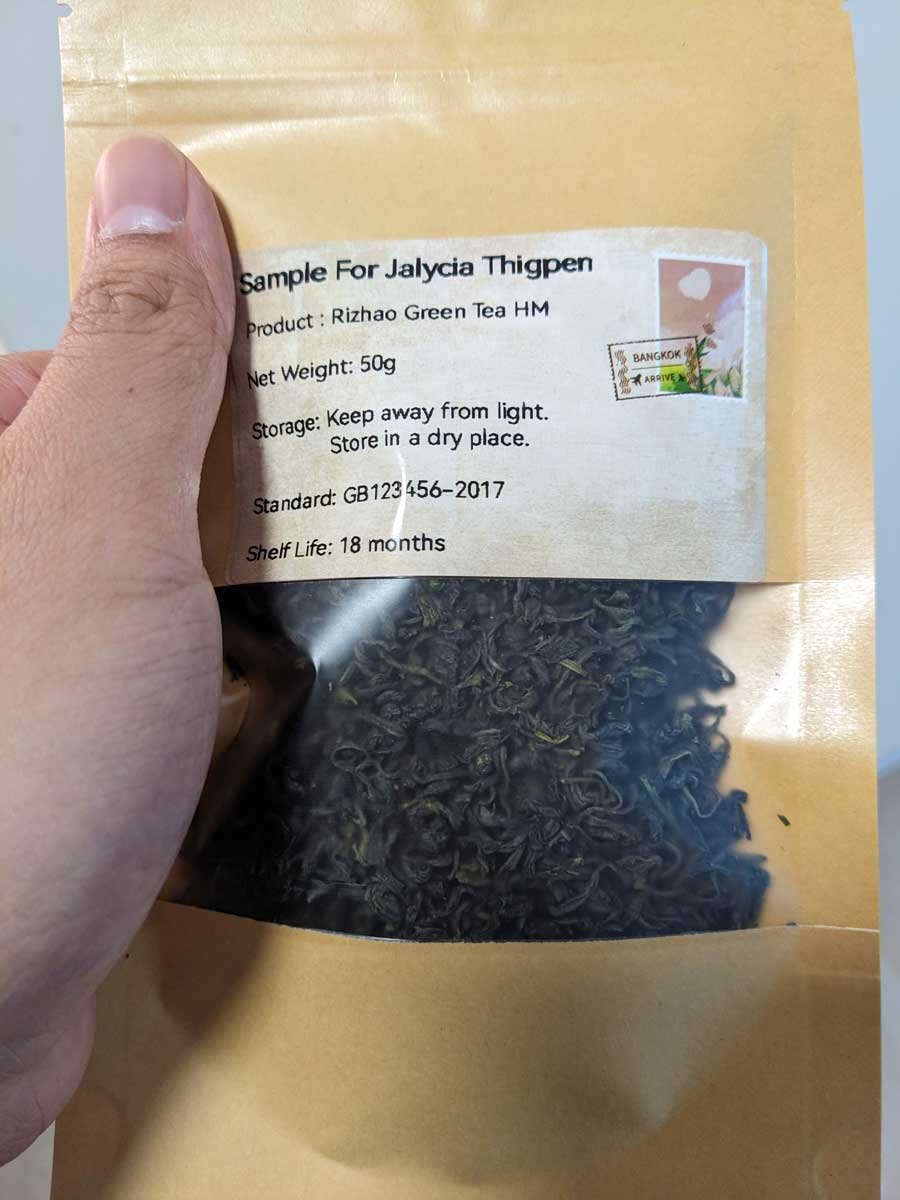 Sample For Jalycia Thigpen
Product : Rizhao Green Tea HM
Net Weight: 50g
BANGKOK
ARRIVE
Storage: Keep away from light.
Store in a dry place.
Standard: GB123456-2017
Shelf Life: 18 months